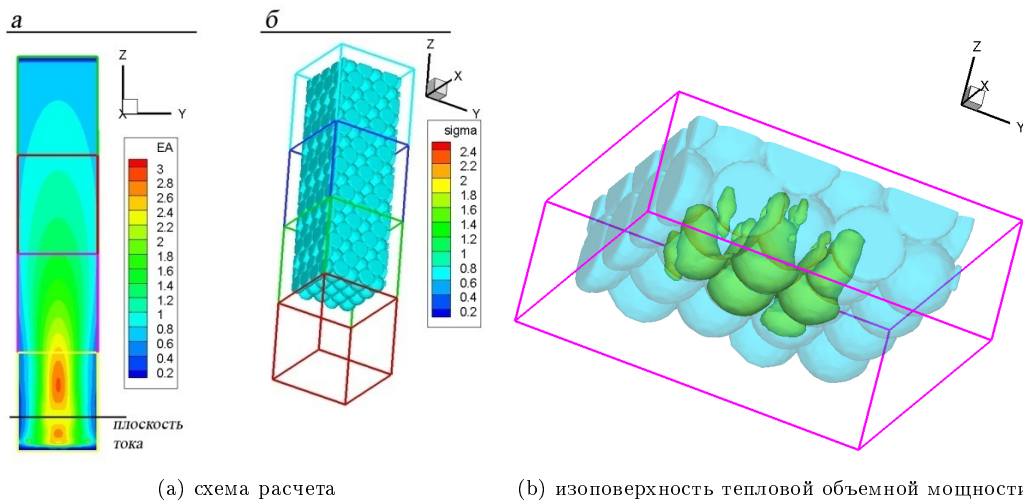 а
б
Z
X
Y
EA
3
2.8
2.6
2.4
2.2
2
1.8
1.6
1.4
1.2
1
0.8
0.6
0.4
0.2
плоскость
тока
Z
X
Y
sigma
2.4
2.2
2
1.8
1.6
1.4
1.2
1
0.8
0.6
0.4
0.2
Z
X
Y
(a) схема расчета
(b) изоповерхность тепловой объемной мощности